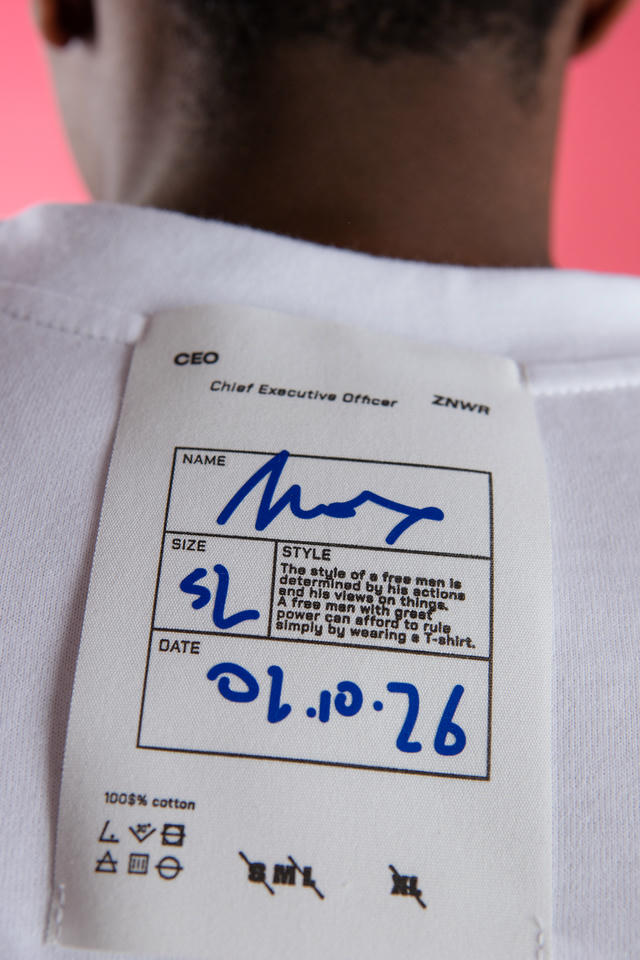 CEO
Chief Executive Officer ZNWR
NAME
SIZE
SL
STYLE
The style of a free man is
determined by his actions
and his views on things.
A free man with great
power can afford to rule
simply by wearing a T-shirt.
DATE
01.10.26
100$% cotton
30°
S M L XL